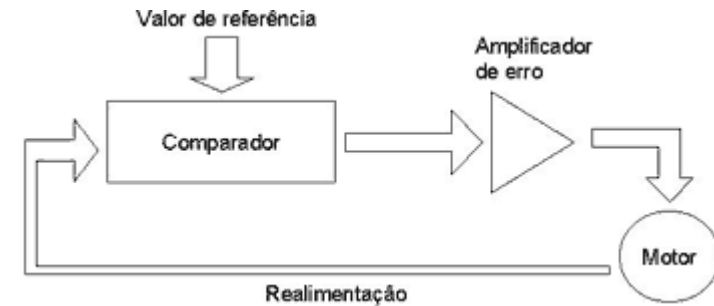 Valor de referência
Amplificador
de erro
Comparador
Motor
Realimentação